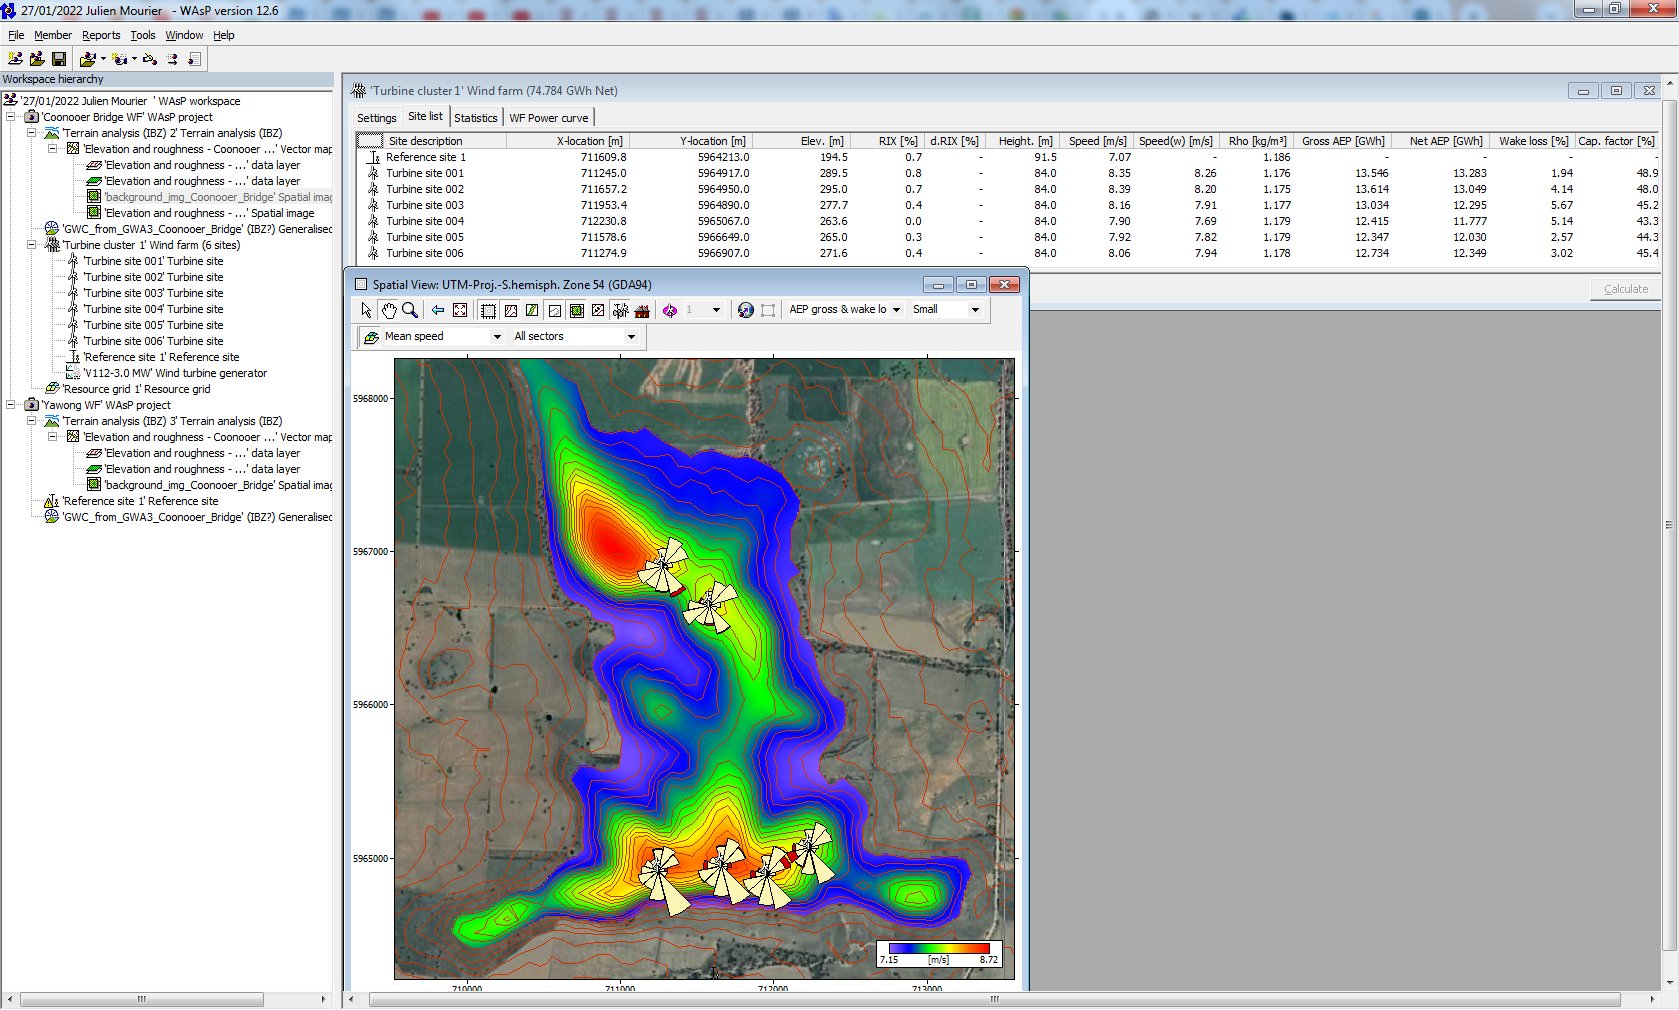 27/01/2022 Julien Mourier - WAsP version 12.6
File Member Reports Tools Window Help
Workspace hierarchy
'27/01/2022 Julien Mourier ' WAsP workspace
'Coonooer Bridge WF' WAsP project
'Terrain analysis (IBZ) 2' Terrain analysis (IBZ)
'Elevation and roughness - Coonooer ...' Vector map
'Elevation and roughness - ...' data layer
'Elevation and roughness - ...' data layer
'background_img_Coonooer_Bridge' Spatial imag
'Elevation and roughness - ...' Spatial image
'GWC_from_GWA3_Coonooer_Bridge' (IBZ?) Generalised
'Turbine cluster 1' Wind farm (6 sites)
'Turbine site 001' Turbine site
'Turbine site 002' Turbine site
'Turbine site 003' Turbine site
'Turbine site 004' Turbine site
'Turbine site 005' Turbine site
'Turbine site 006' Turbine site
'Reference site 1' Reference site
'V112-3.0 MW' Wind turbine generator
'Resource grid 1' Resource grid
'Yawong WF' WAsP project
'Terrain analysis (IBZ) 3' Terrain analysis (IBZ)
'Elevation and roughness - Coonooer ...' Vector map
'Elevation and roughness - ...' data layer
'Elevation and roughness - ...' data layer
'background_img_Coonooer_Bridge' Spatial imag
'Reference site 1' Reference site
'GWC_from_GWA3_Coonooer_Bridge' (IBZ?) Generalised
'Turbine cluster 1' Wind farm (74.784 GWh Net)
Settings Site list Statistics WF Power curve
Site description X-location [m] Y-location [m] Elev. [m] RIX [%] d.RIX [%] Height. [m] Speed [m/s] Speed(w) [m/s] Rho [kg/m³] Gross AEP [GWh] Net AEP [GWh] Wake loss [%] Cap. factor [%]
Reference site 1 711609.8 5964213.0 194.5 0.7 - 91.5 7.07 - 1.186 - - - -
Turbine site 001 711245.0 5964917.0 289.5 0.8 - 84.0 8.35 8.26 1.176 13.546 13.283 1.94 48.9
Turbine site 002 711657.2 5964950.0 295.0 0.7 - 84.0 8.39 8.20 1.175 13.614 13.049 4.14 48.0
Turbine site 003 711953.4 5964890.0 277.7 0.4 - 84.0 8.16 7.91 1.177 13.034 12.295 5.67 45.2
Turbine site 004 712230.8 5965067.0 263.6 0.0 - 84.0 7.90 7.69 1.179 12.415 11.777 5.14 43.3
Turbine site 005 711578.6 5966649.0 265.0 0.3 - 84.0 7.92 7.82 1.179 12.347 12.030 2.57 44.3
Turbine site 006 711274.9 5966907.0 271.6 0.4 - 84.0 8.06 7.94 1.178 12.734 12.349 3.02 45.4
Calculate
Spatial View: UTM-Proj.-S.hemisph. Zone 54 (GDA94)
1 AEP gross & wake lo Small
Mean speed All sectors
5968000
5967000
5966000
5965000
7.15 [m/s] 8.72
710000 711000 712000 713000